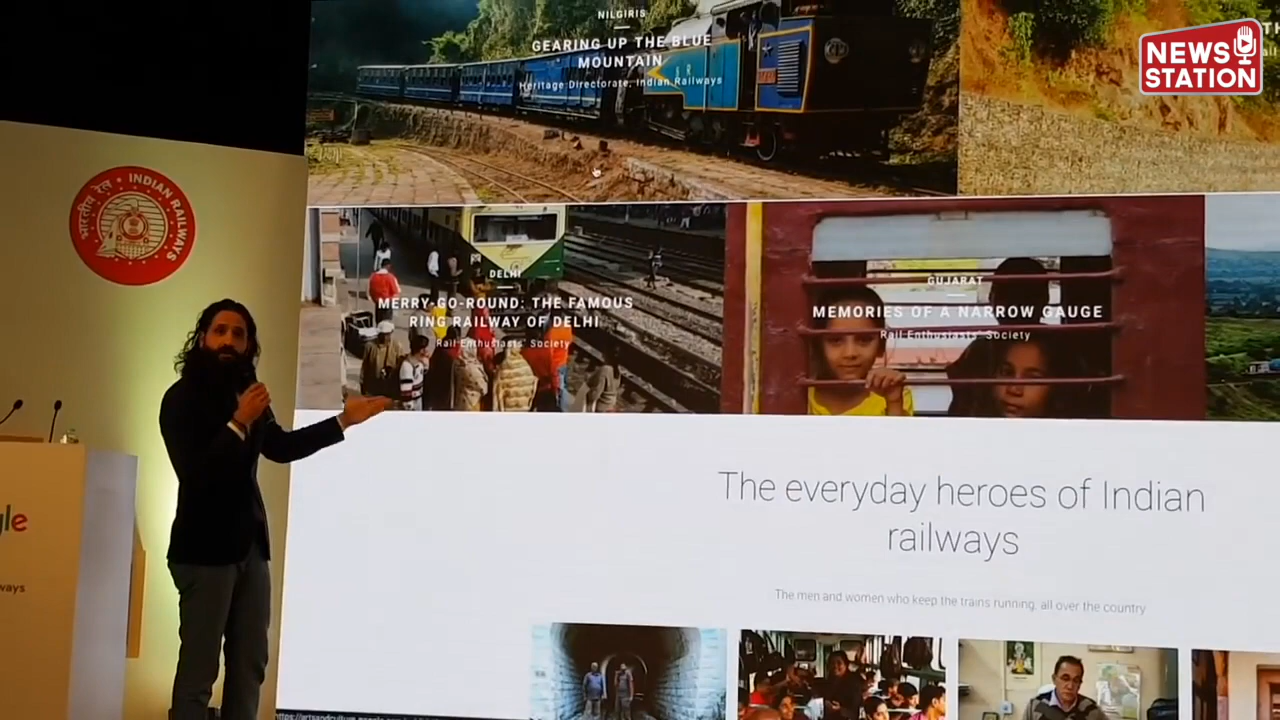 NILGIRIS
GEARING UP THE BLUE
MOUNTAIN
Heritage Directorate, Indian Railways
NEWS
STATION
भारतीय रेल • INDIAN RAILWAYS
DELHI
MERRY-GO-ROUND: THE FAMOUS
RING RAILWAY OF DELHI
Rail Enthusiasts' Society
GUJARAT
MEMORIES OF A NARROW GAUGE
Rail Enthusiasts' Society
The everyday heroes of Indian
railways
The men and women who keep the trains running, all over the country
gle
ways